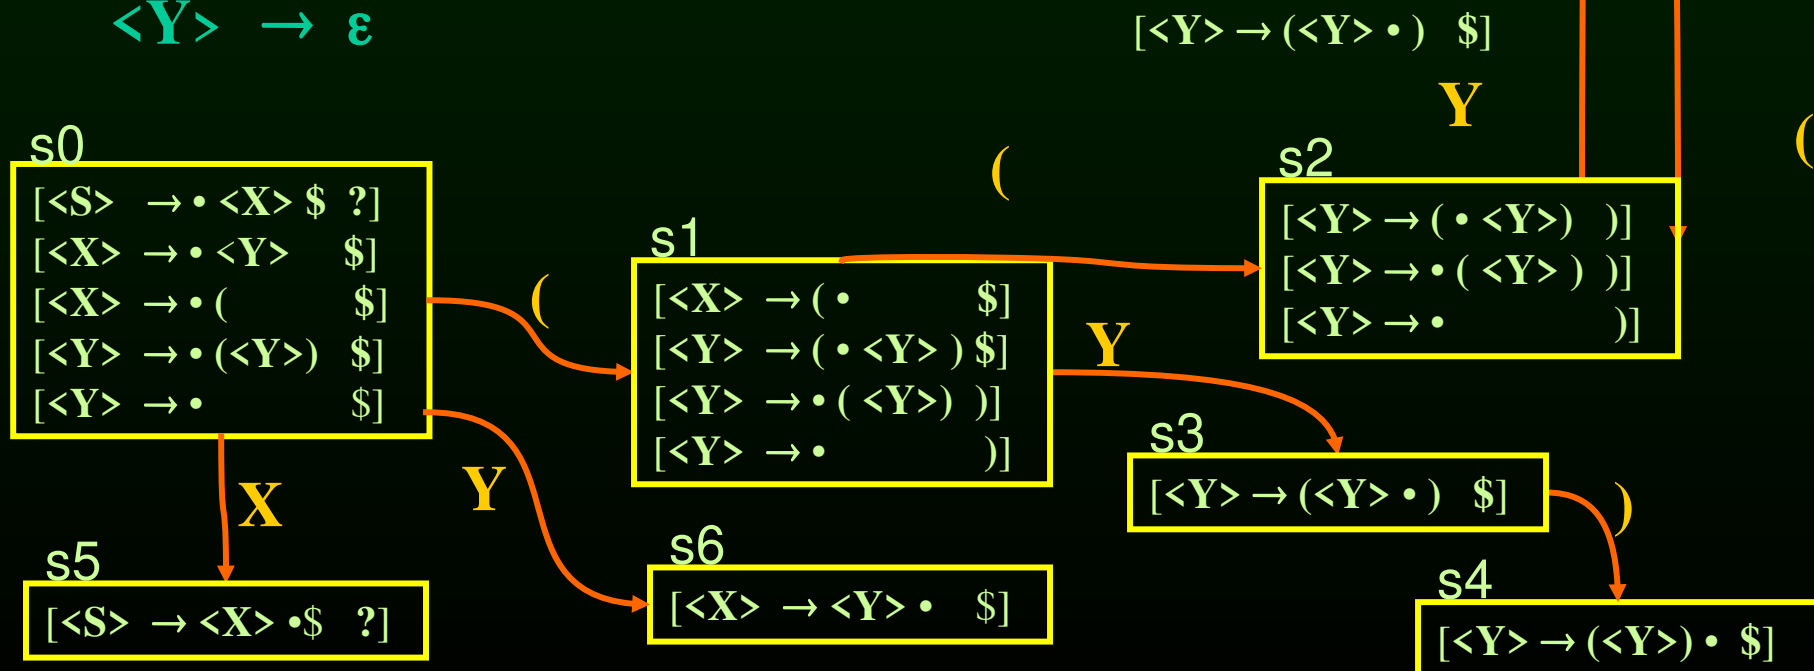 <Y> → ε
[<Y> → (<Y> • ) $]
Y
(
(
s0
[<S> → • <X> $ ?]
[<X> → • <Y> $]
[<X> → • ( $]
[<Y> → • (<Y>) $]
[<Y> → • $]
(
s1
[<X> → ( • $]
[<Y> → ( • <Y> ) $]
[<Y> → • ( <Y>) )]
[<Y> → • )]
s2
[<Y> → ( • <Y>) )]
[<Y> → • ( <Y> ) )]
[<Y> → • )]
Y
s3
[<Y> → (<Y> • ) $]
)
X
Y
s5
[<S> → <X> •$ ?]
s6
[<X> → <Y> • $]
s4
[<Y> → (<Y>) • $]